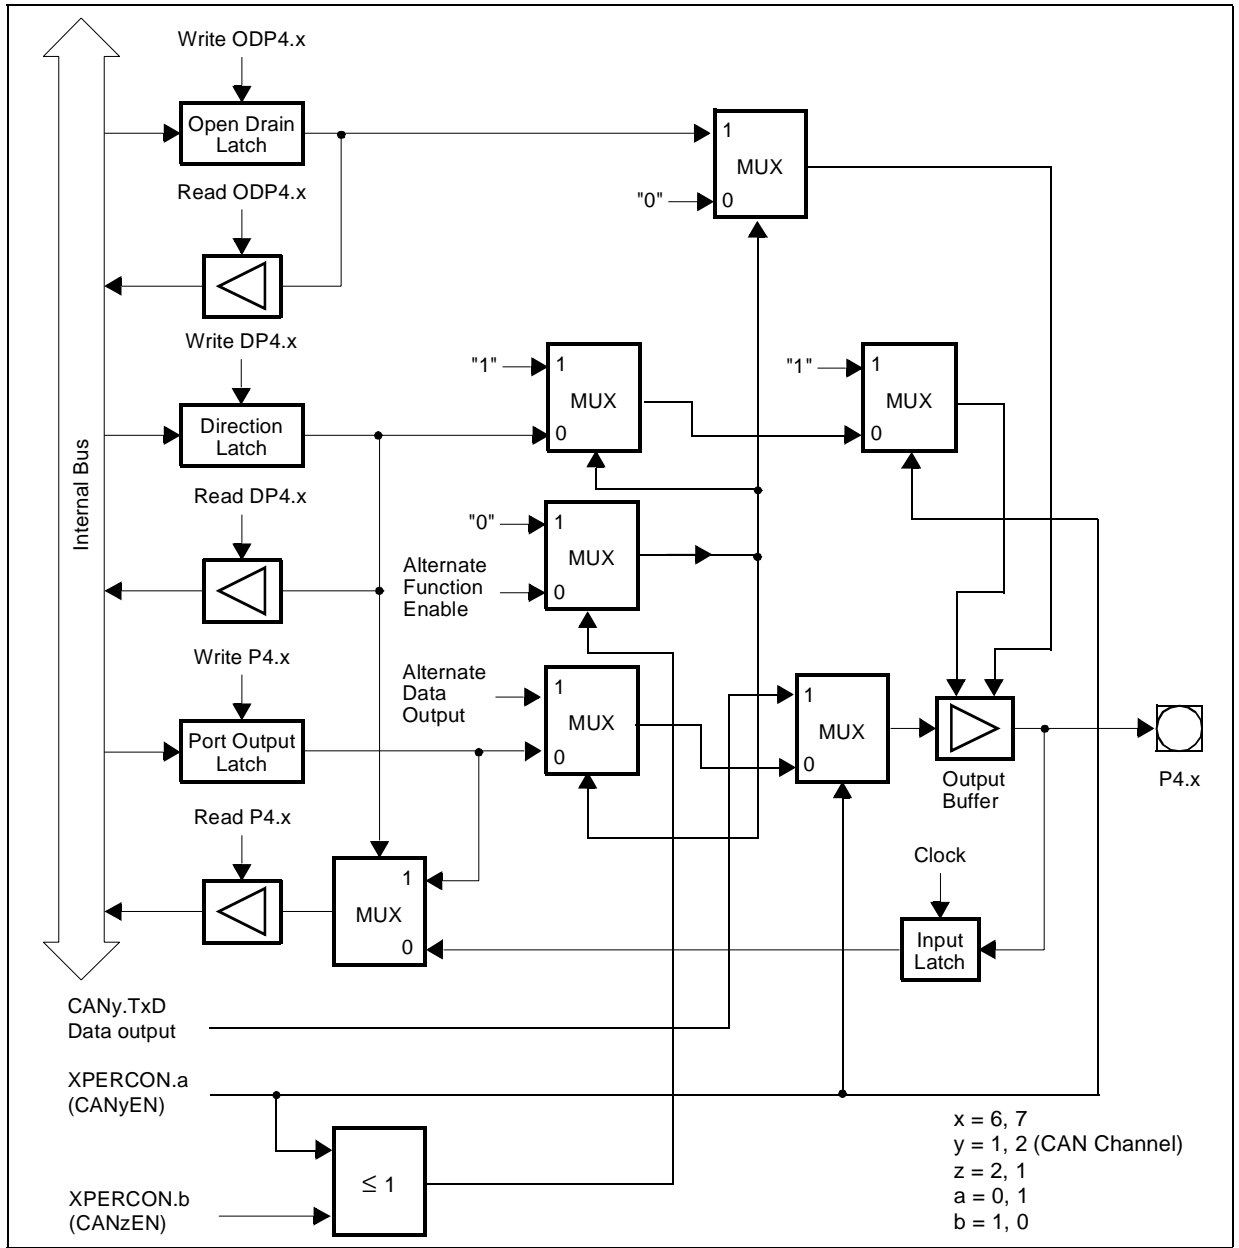 Write ODP4.x
Open Drain
Latch
1
MUX
"0"
0
Read ODP4.x
Write DP4.x
"1"
1
MUX
0
"1"
1
MUX
0
Direction
Latch
Internal Bus
Read DP4.x
"0"
1
MUX
0
Alternate
Function
Enable
Write P4.x
Alternate
Data
Output
1
MUX
0
1
MUX
0
Port Output
Latch
Output
Buffer
P4.x
Read P4.x
Clock
1
MUX
0
Input
Latch
CANy.TxD
Data output
XPERCON.a
(CANyEN)
≤ 1
XPERCON.b
(CANzEN)
x = 6, 7
y = 1, 2 (CAN Channel)
z = 2, 1
a = 0, 1
b = 1, 0